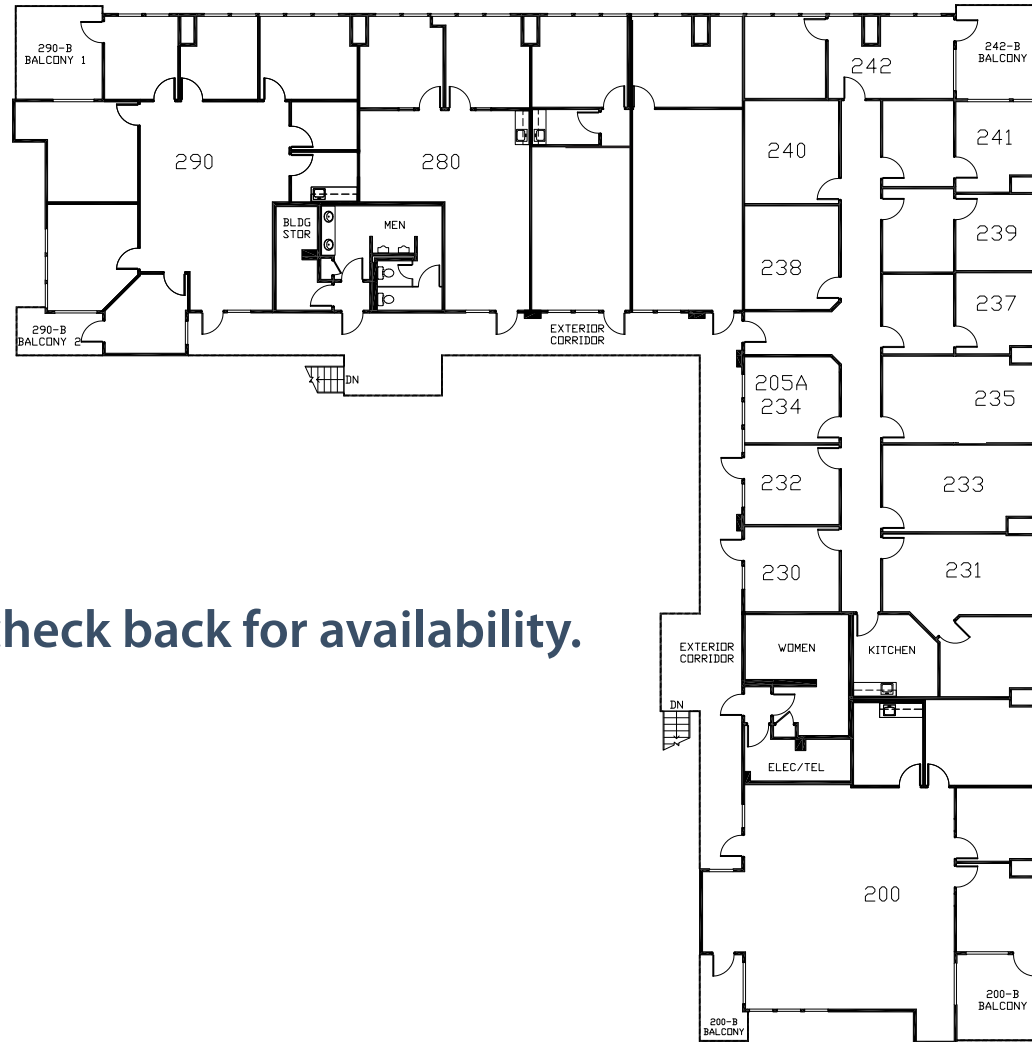 290-B
BALCONY 1
242-B
BALCONY
242
290
280
240
241
BLDG
STOR
MEN
239
238
237
290-B
BALCONY 2
EXTERIOR
CORRIDOR
DN
205A
234
235
232
233
230
231
heck back for availability.
EXTERIOR
CORRIDOR
WOMEN
KITCHEN
DN
ELEC/TEL
200
200-B
BALCONY
200-B
BALCONY